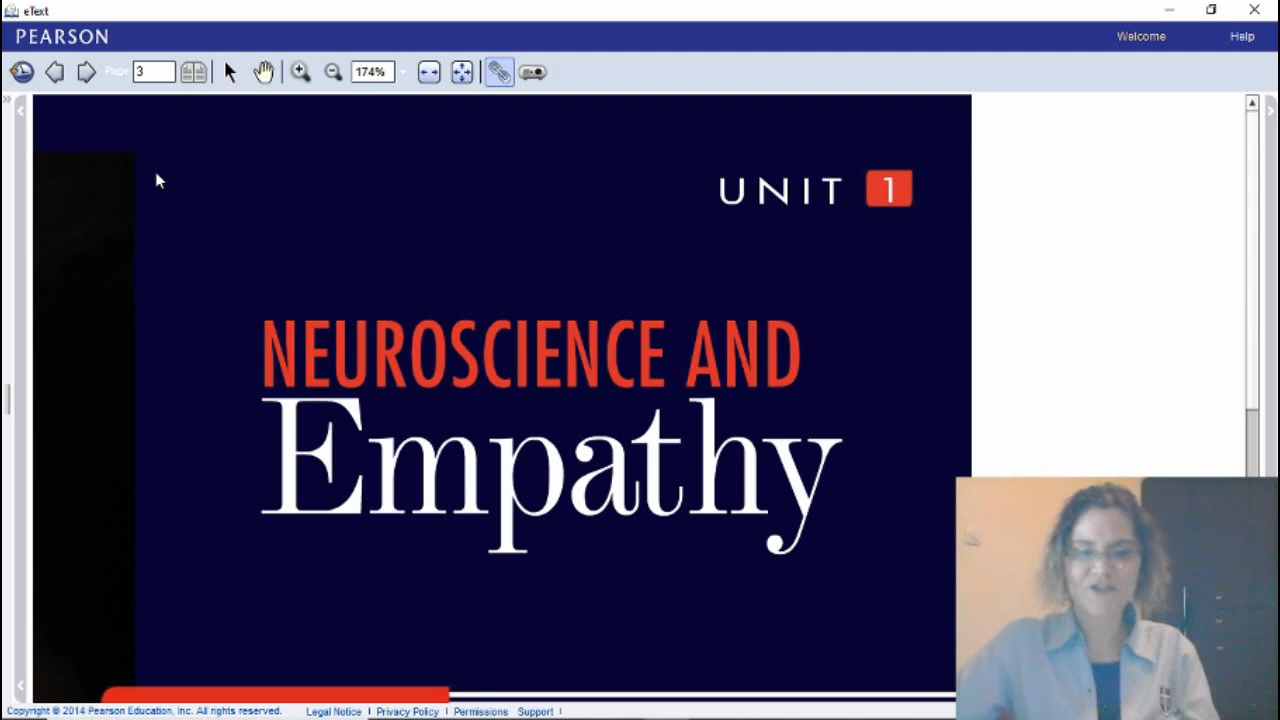 eText
PEARSON
Welcome
Help
Page
3
174%
UNIT 1
NEUROSCIENCE AND
Empathy
Copyright © 2014 Pearson Education, Inc. All rights reserved.
Legal Notice | Privacy Policy | Permissions | Support |